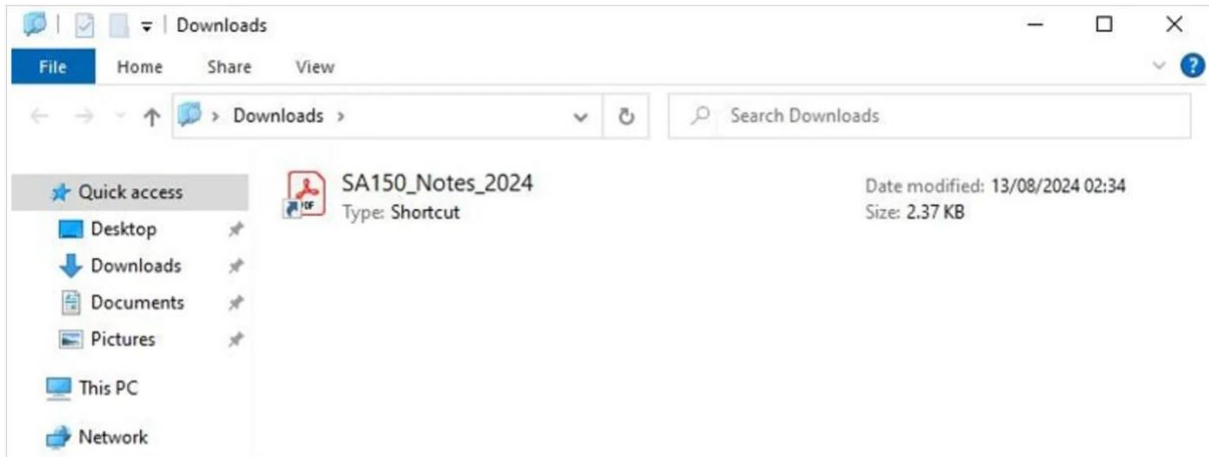 Downloads
File Home Share View
Downloads Search Downloads
Quick access
SA150_Notes_2024 Date modified: 13/08/2024 02:34
Type: Shortcut Size: 2.37 KB
Desktop
Downloads
Documents
Pictures
This PC
Network